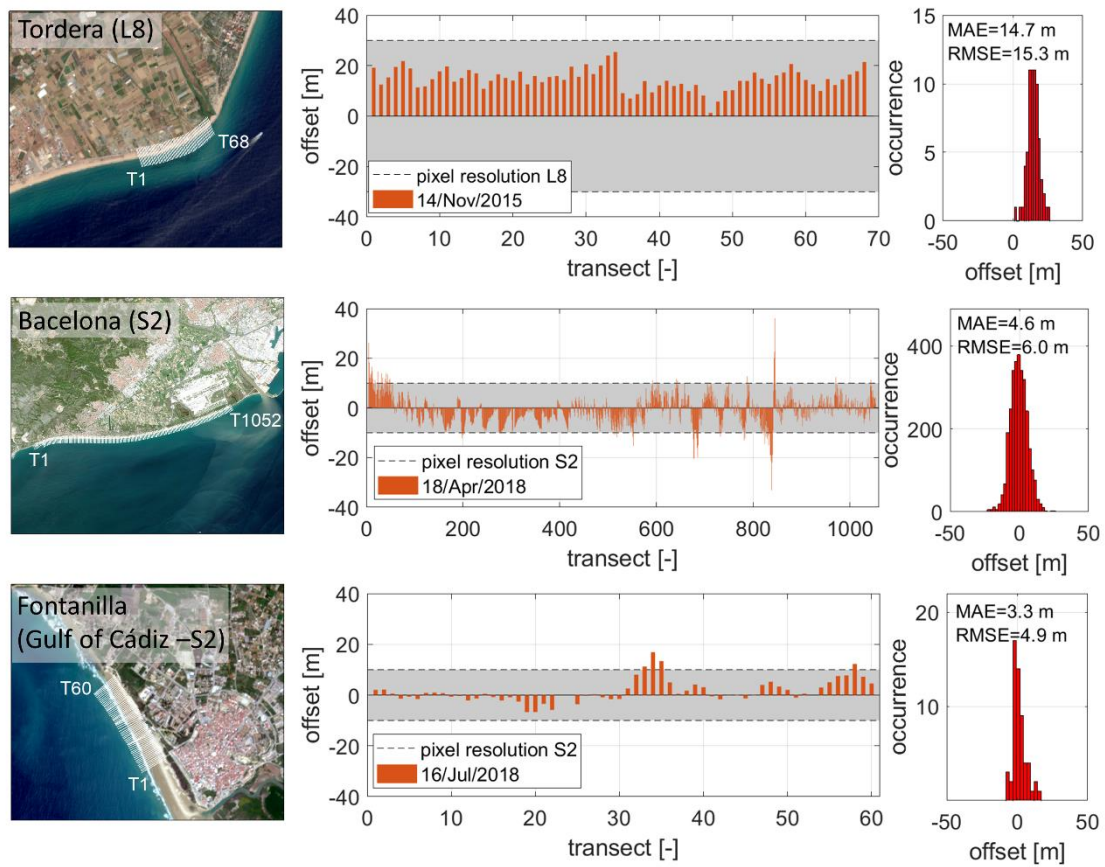 Tordera (L8)
T1
T68
offset [m]
40
20
0
-20
-40
pixel resolution L8
14/Nov/2015
0 10 20 30 40 50 60 70
transect [-]
MAE=14.7 m
RMSE=15.3 m
occurrence
15
10
5
0
-50 0 50
offset [m]
Bacelona (S2)
T1
T1052
offset [m]
40
20
0
-20
-40
pixel resolution S2
18/Apr/2018
0 200 400 600 800 1000
transect [-]
MAE=4.6 m
RMSE=6.0 m
occurrence
400
200
0
-50 0 50
offset [m]
Fontanilla
(Gulf of Cádiz –S2)
T60
T1
offset [m]
40
20
0
-20
-40
pixel resolution S2
16/Jul/2018
0 10 20 30 40 50 60
transect [-]
MAE=3.3 m
RMSE=4.9 m
occurrence
20
10
-50 0 50
offset [m]